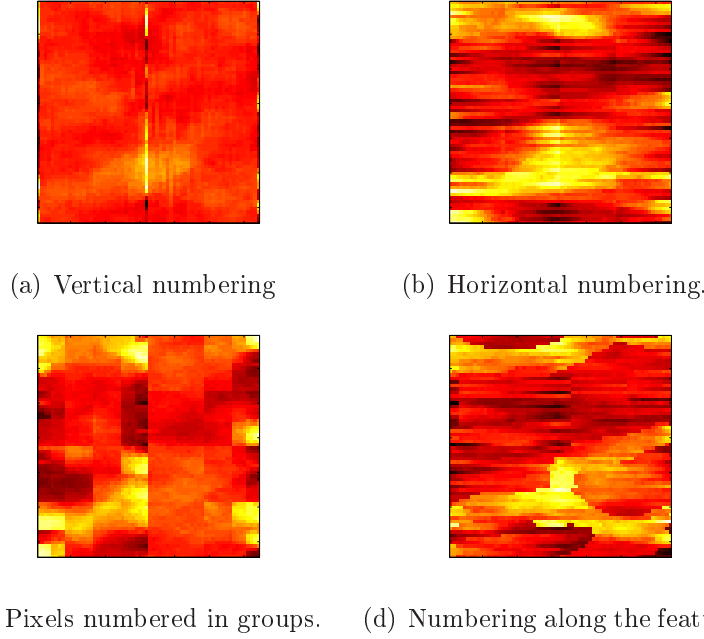 (a) Vertical numbering
(b) Horizontal numbering.
Pixels numbered in groups.
(d) Numbering along the feat